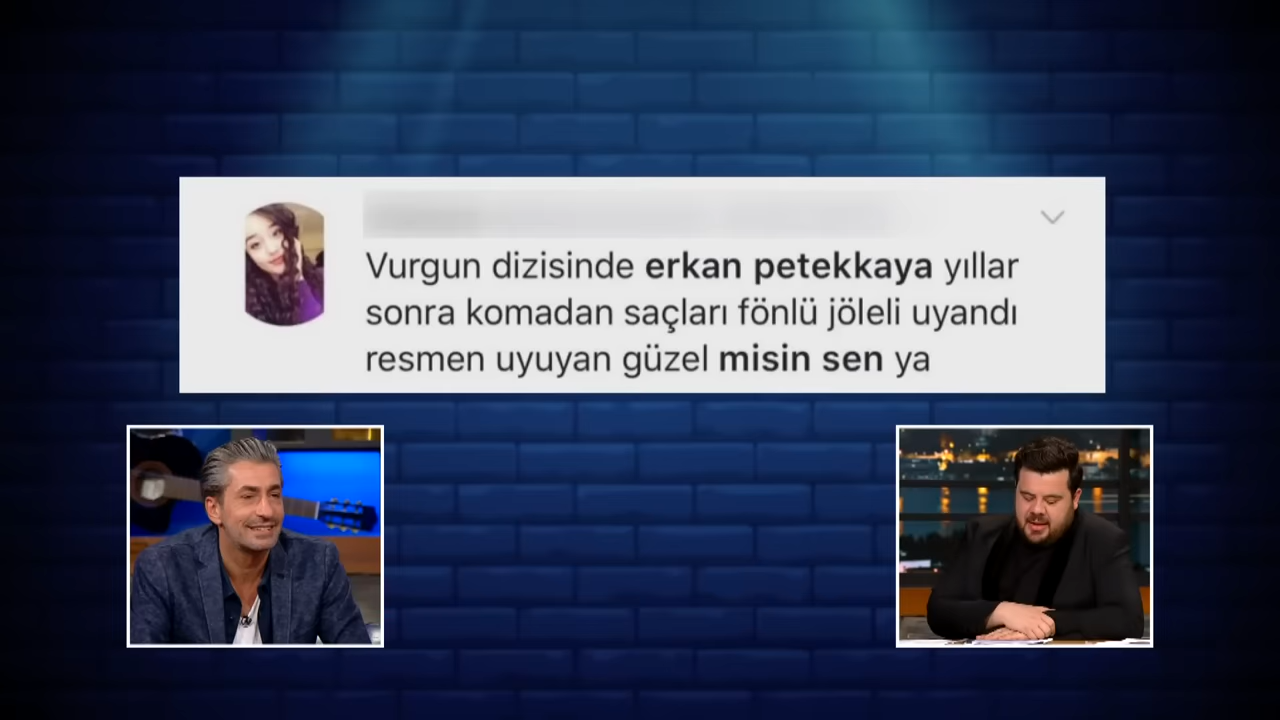 Vurgun dizisinde erkan petekkaya yıllar
sonra komadan saçları fönlü jöleli uyandı
resmen uyuyan güzel misin sen ya